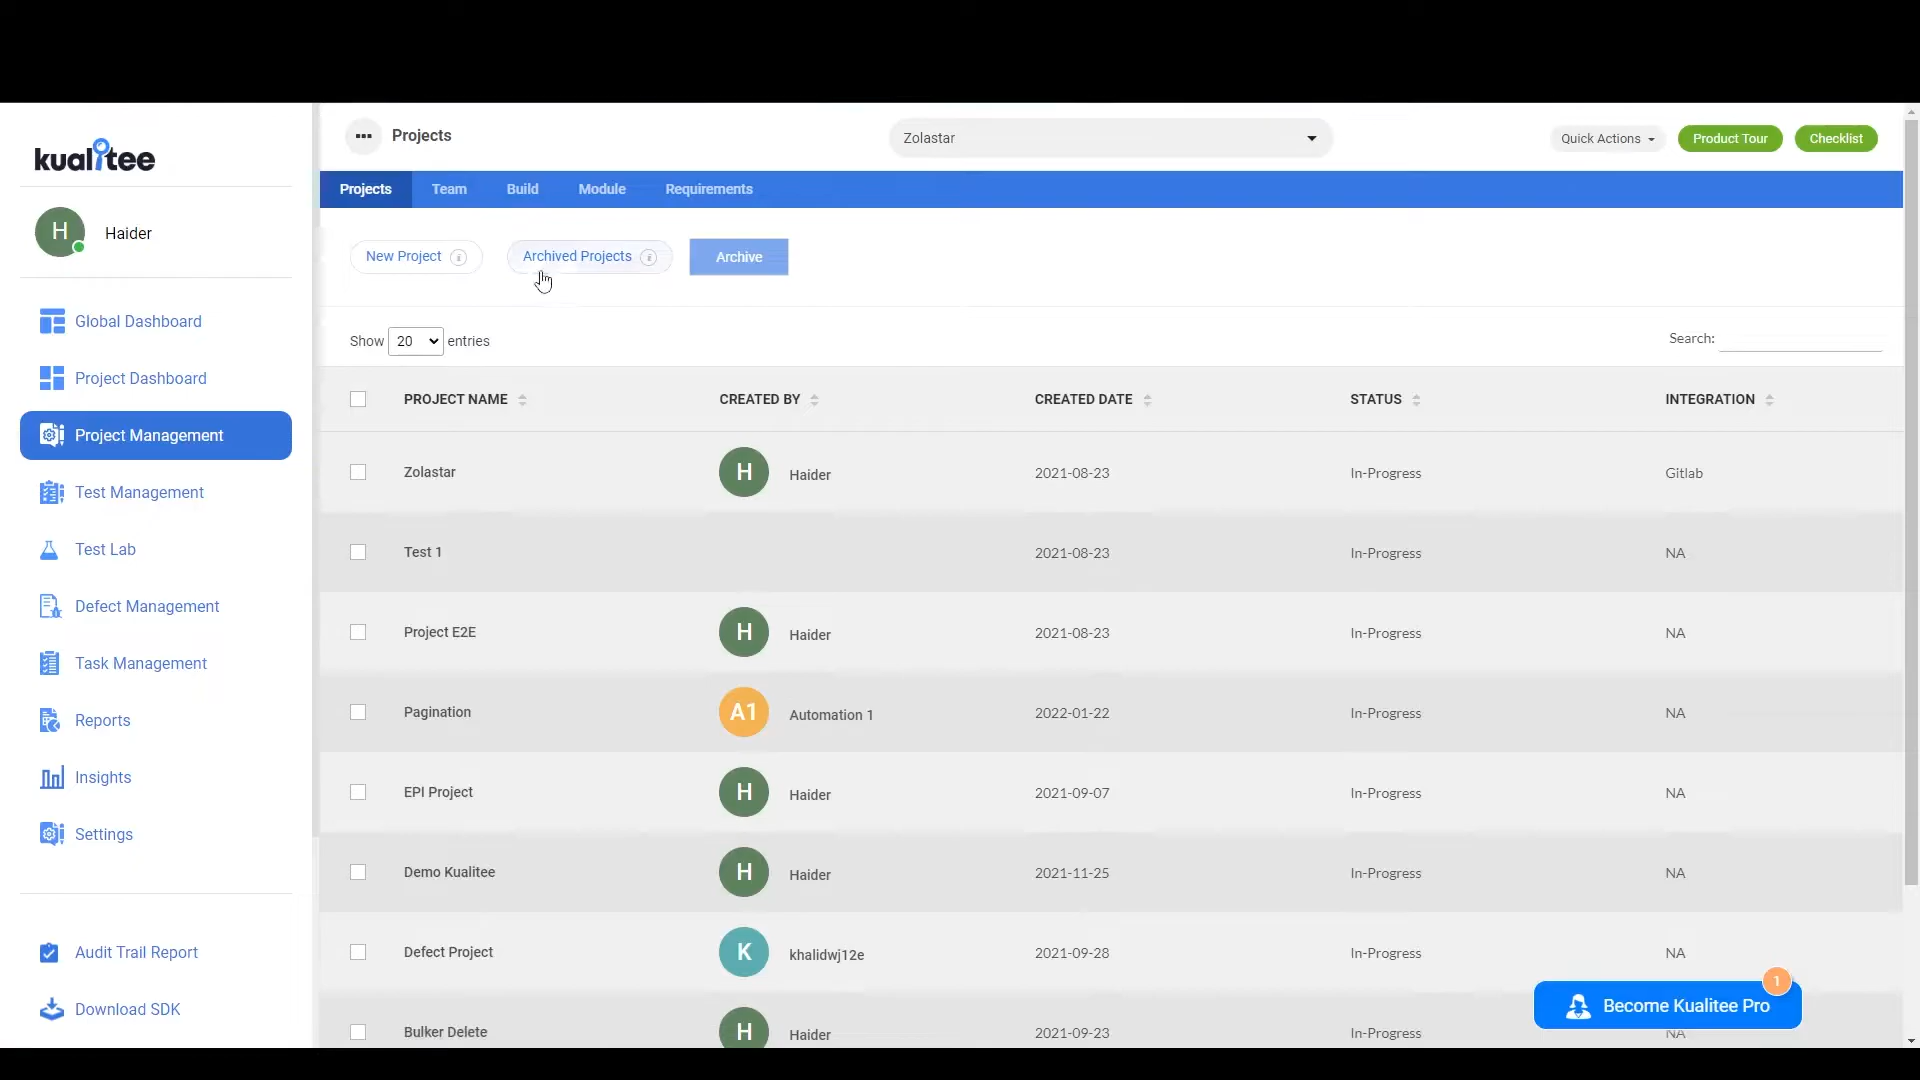 kualitee
H Haider
Global Dashboard
Project Dashboard
Project Management
Test Management
Test Lab
Defect Management
Task Management
Reports
Insights
Settings
Audit Trail Report
Download SDK
Projects Zolastar Quick Actions Product Tour Checklist
Projects Team Build Module Requirements
New Project i Archived Projects i Archive
Show 20 entries Search:
PROJECT NAME CREATED BY CREATED DATE STATUS INTEGRATION
Zolastar H Haider 2021-08-23 In-Progress Gitlab
Test 1 2021-08-23 In-Progress NA
Project E2E H Haider 2021-08-23 In-Progress NA
Pagination A1 Automation 1 2022-01-22 In-Progress NA
EPI Project H Haider 2021-09-07 In-Progress NA
Demo Kualitee H Haider 2021-11-25 In-Progress NA
Defect Project K khalidwj12e 2021-09-28 In-Progress NA
Bulker Delete H Haider 2021-09-23 In-Progress NA
1
Become Kualitee Pro